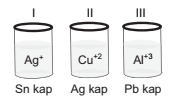 I II III
Ag⁺ Cu⁺² Al⁺³
Sn kap Ag kap Pb kap